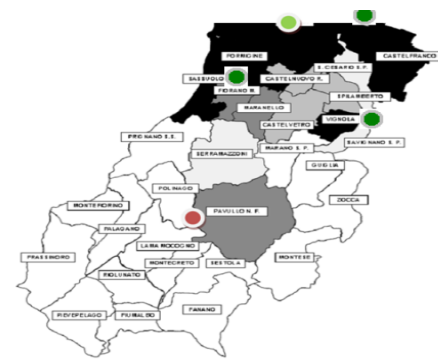 FORMIGINE
CASTELFRANCO
S. CESARIO S.P.
SASSUOLO
CASTELNUOVO R.
FIORANO M.
SPILAMBERTO
MARANELLO
VIGNOLA
CASTELVETRO
PRIGNANO S.S.
SAVIGNANO S. P.
MARANO S. P.
SERRAMAZZONI
GUIGLIA
POLINAGO
ZOCCA
MONTEFIORINO
PAVULLO N. F.
PALAGANO
LAMA MOCOGNO
FRASSINORO
MONTECRETO
SESTOLA
MONTESE
RIOLUNATO
FANANO
PIEVEPELAGO
FIUMALBO